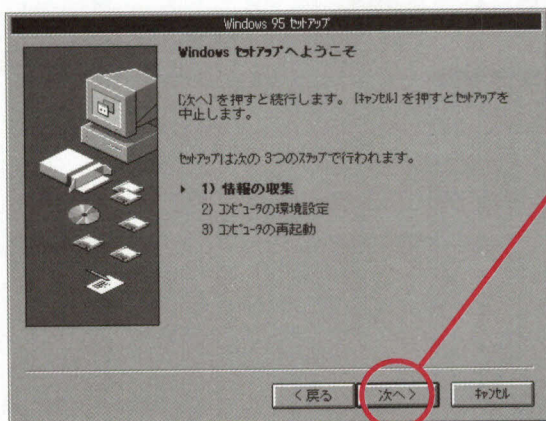 Windows 95 ｾｯﾄｱｯﾌﾟ
Windows ｾｯﾄｱｯﾌﾟへようこそ
[次へ] を押すと続行します。 [ｷｬﾝｾﾙ] を押すとｾｯﾄｱｯﾌﾟを
中止します。
ｾｯﾄｱｯﾌﾟは次の 3つのｽﾃｯﾌﾟで行われます。
1) 情報の収集
2) ｺﾝﾋﾟｭｰﾀの環境設定
3) ｺﾝﾋﾟｭｰﾀの再起動
< 戻る
次へ >
ｷｬﾝｾﾙ